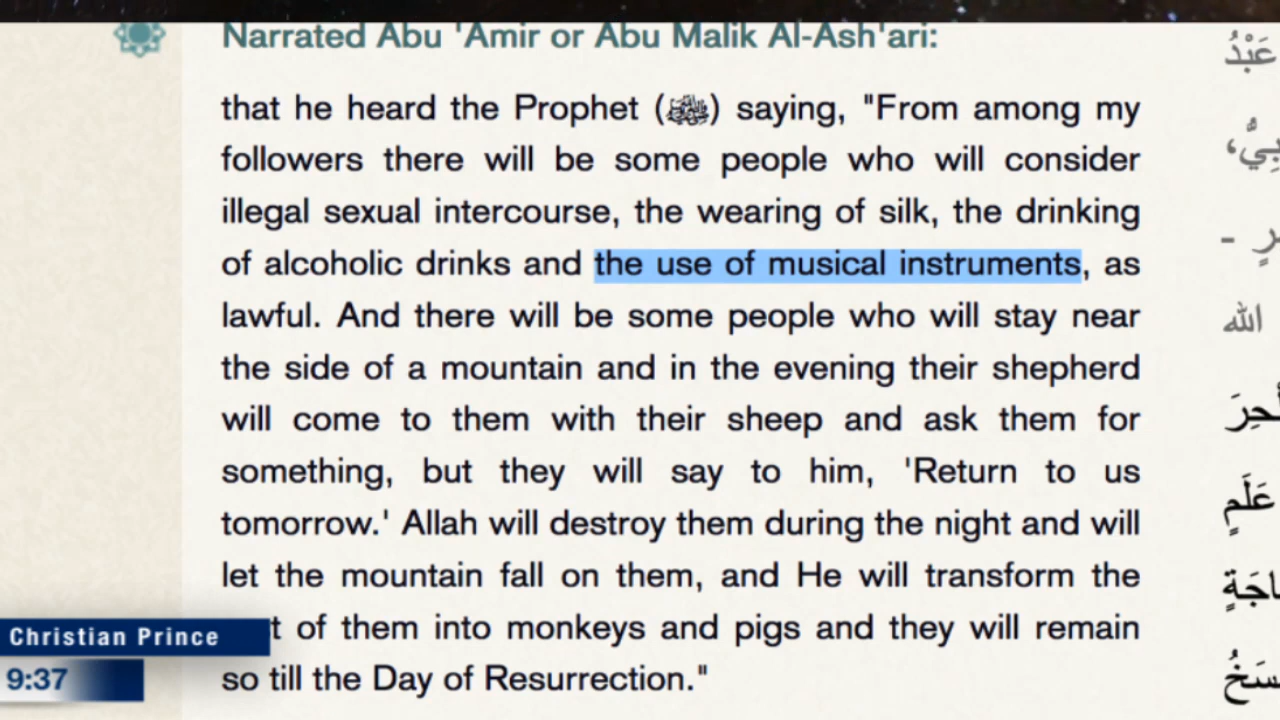 Narrated Abu 'Amir or Abu Malik Al-Ash'ari:
that he heard the Prophet (ﷺ) saying, "From among my
followers there will be some people who will consider
illegal sexual intercourse, the wearing of silk, the drinking
of alcoholic drinks and the use of musical instruments, as
lawful. And there will be some people who will stay near
the side of a mountain and in the evening their shepherd
will come to them with their sheep and ask them for
something, but they will say to him, 'Return to us
tomorrow.' Allah will destroy them during the night and will
let the mountain fall on them, and He will transform the
of them into monkeys and pigs and they will remain
so till the Day of Resurrection."
عَبْدُ
الله
عَلَمٍ
Christian Prince
9:37